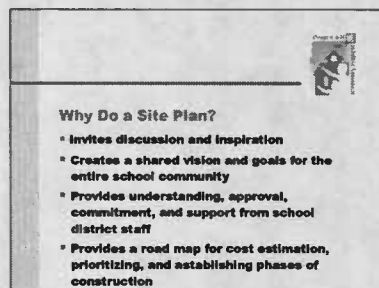 Why Do a Site Plan?
▪ Invites discussion and inspiration
▪ Creates a shared vision and goals for the
entire school community
▪ Provides understanding, approval,
commitment, and support from school
district staff
▪ Provides a road map for cost estimation,
prioritizing, and astablishing phases of
construction